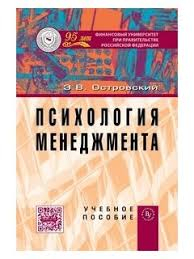 95 лет
ФИНАНСОВЫЙ УНИВЕРСИТЕТ
ПРИ ПРАВИТЕЛЬСТВЕ
РОССИЙСКОЙ ФЕДЕРАЦИИ
Э.В. Островский
ПСИХОЛОГИЯ
МЕНЕДЖМЕНТА
УЧЕБНОЕ
ПОСОБИЕ